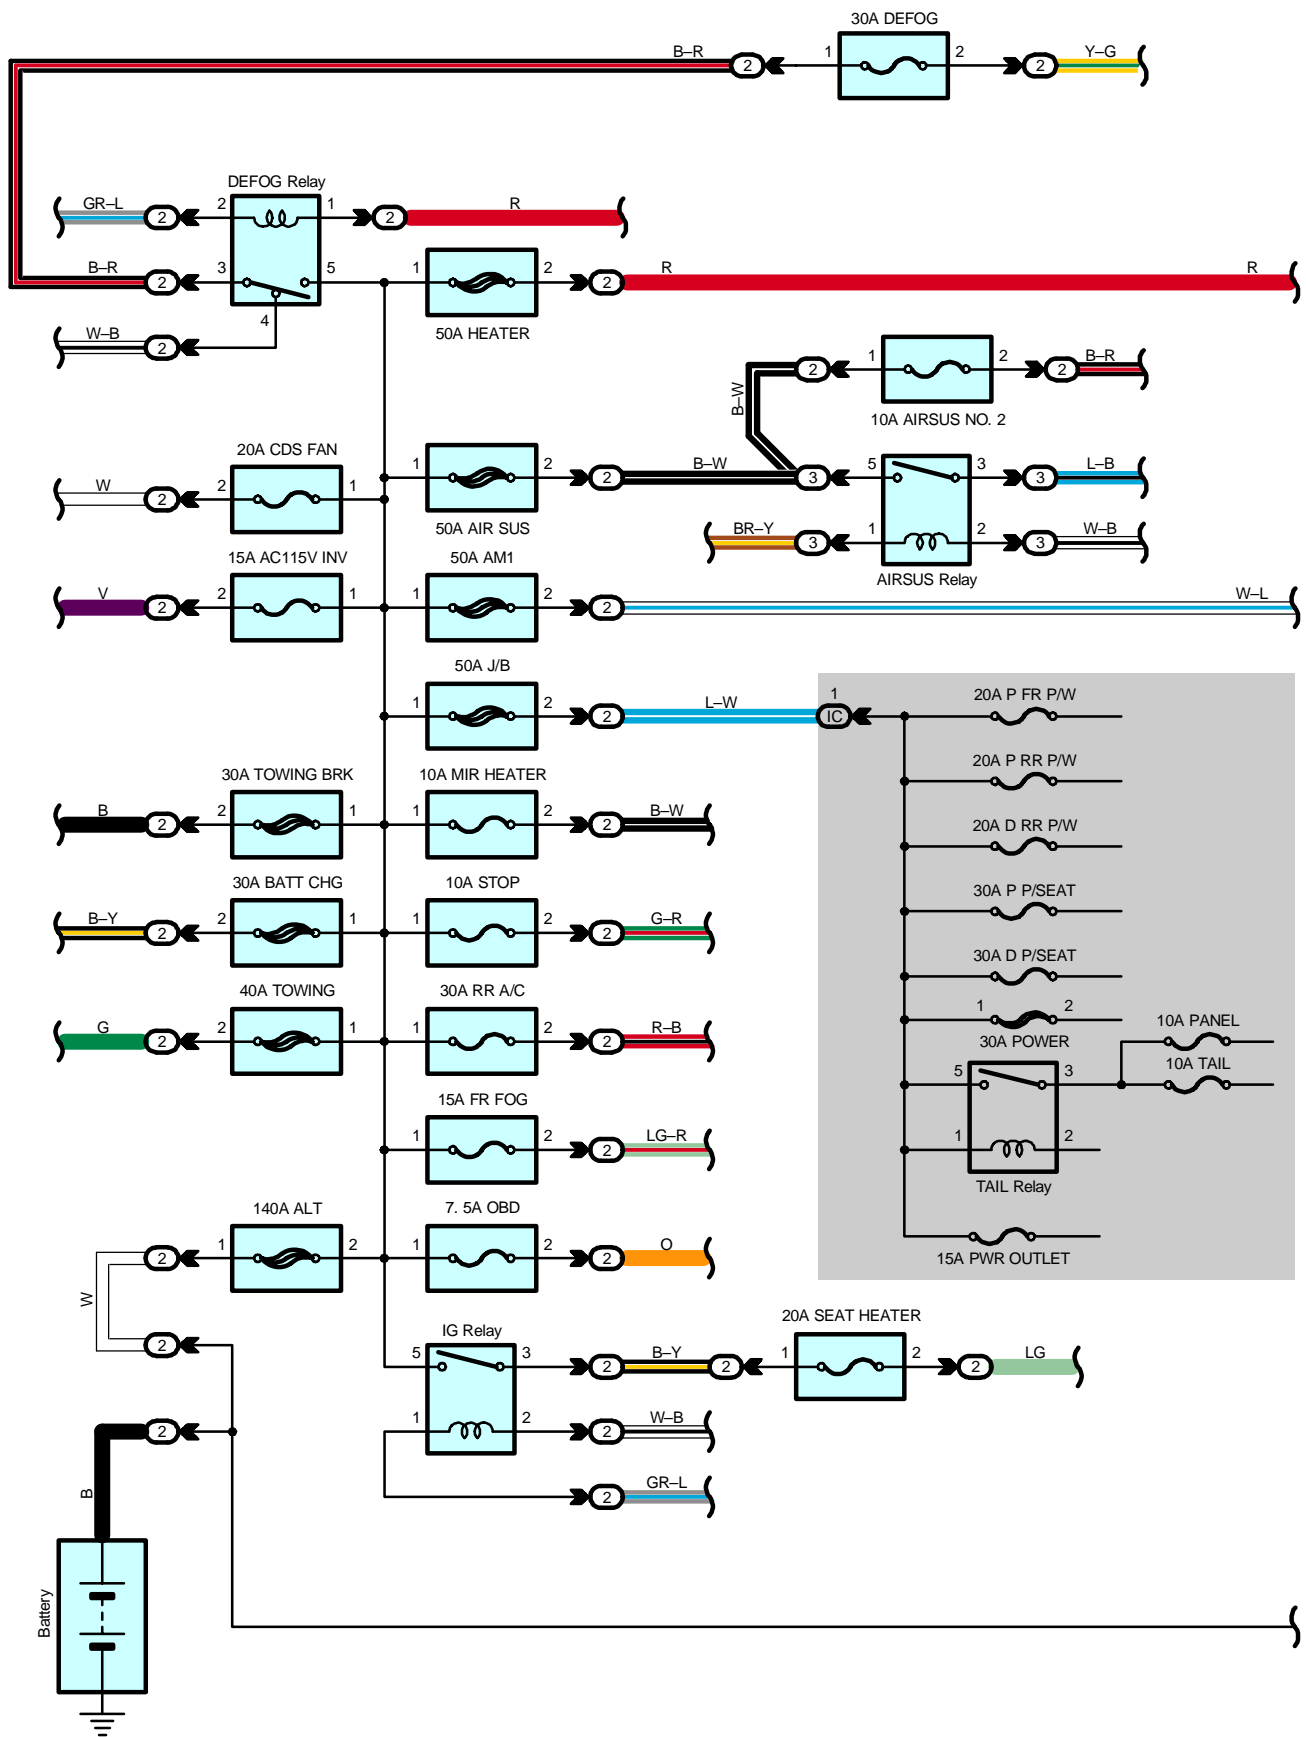 30A DEFOG
B–R 2 1 2 2 Y–G
DEFOG Relay
GR–L 2 2 1 2 R
B–R 2 3 5 1 2 2 R R
4
W–B 2
50A HEATER
2 1 2 2 B–R
B–W
10A AIRSUS NO. 2
20A CDS FAN
1 2 2 B–W 3 5 3 3 L–B
W 2 2 1
50A AIR SUS
BR–Y 3 1 2 3 W–B
AIRSUS Relay
15A AC115V INV 50A AM1
V 2 2 1 1 2 2 W–L
50A J/B
1 2 2 L–W 1 IC
20A P FR P/W
20A P RR P/W
30A TOWING BRK 10A MIR HEATER
B 2 2 1 1 2 2 B–W
20A D RR P/W
30A BATT CHG 10A STOP
30A P P/SEAT
B–Y 2 2 1 1 2 2 G–R
30A D P/SEAT
40A TOWING 30A RR A/C
1 2
30A POWER
G 2 2 1 1 2 2 R–B
10A PANEL
10A TAIL
5 3
15A FR FOG
1 2 2 LG–R
1 2
TAIL Relay
140A ALT 7. 5A OBD
2 1 2 1 2 2 O
15A PWR OUTLET
W
2
IG Relay
20A SEAT HEATER
5 3 2 B–Y 2 1 2 2 LG
1 2 2 W–B
2
2 GR–L
B
Battery